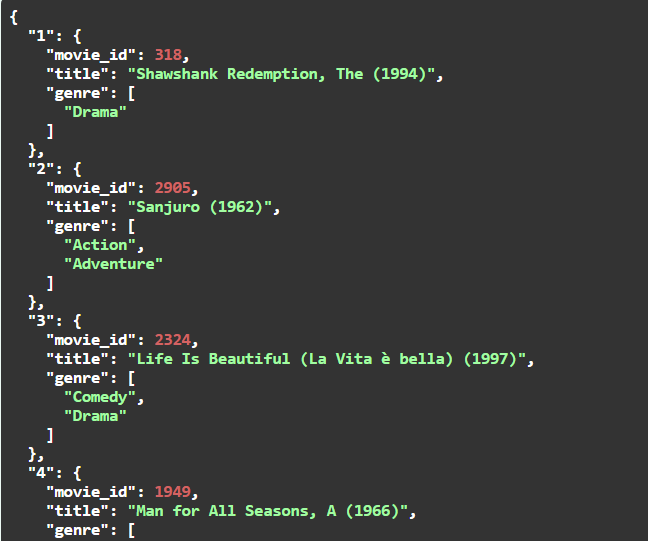 {
  "1": {
    "movie_id": 318,
    "title": "Shawshank Redemption, The (1994)",
    "genre": [
      "Drama"
    ]
  },
  "2": {
    "movie_id": 2905,
    "title": "Sanjuro (1962)",
    "genre": [
      "Action",
      "Adventure"
    ]
  },
  "3": {
    "movie_id": 2324,
    "title": "Life Is Beautiful (La Vita è bella) (1997)",
    "genre": [
      "Comedy",
      "Drama"
    ]
  },
  "4": {
    "movie_id": 1949,
    "title": "Man for All Seasons, A (1966)",
    "genre": [